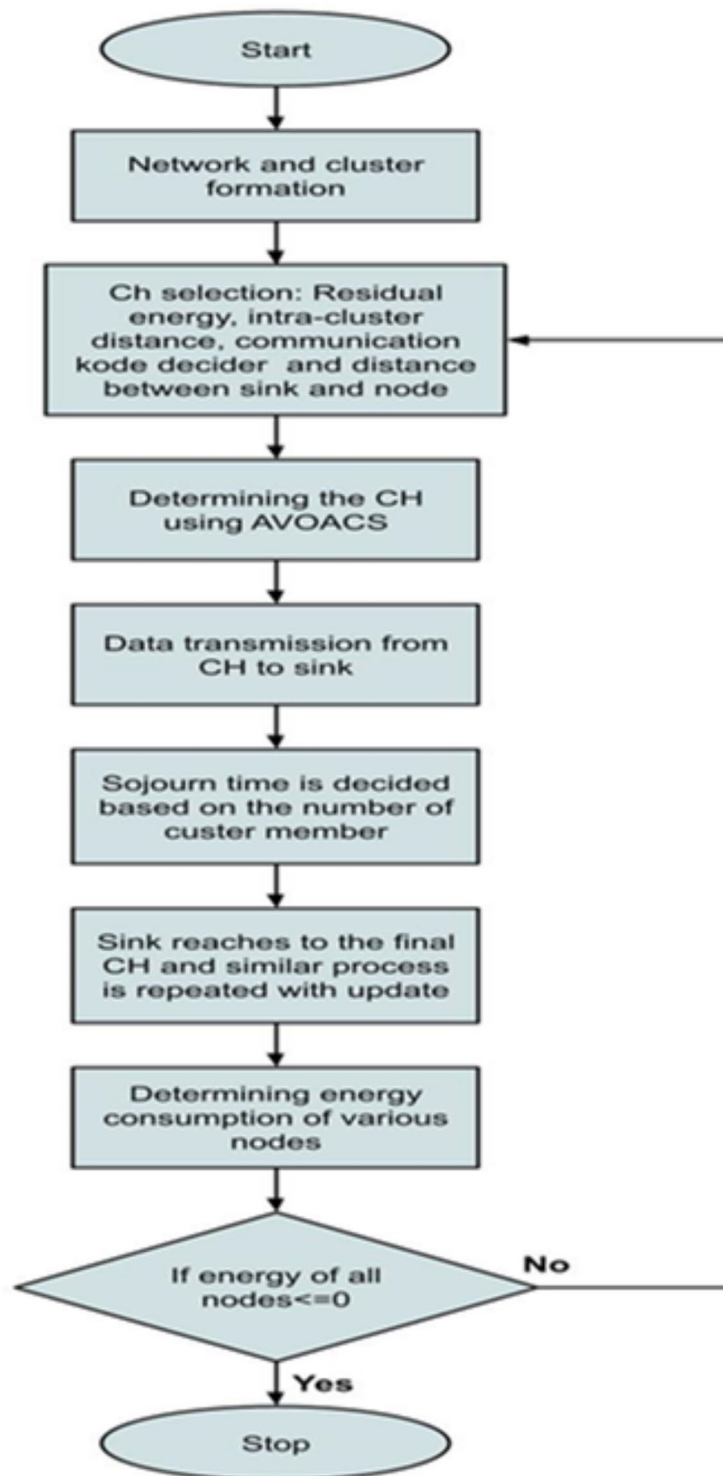 Start
Network and cluster
formation
Ch selection: Residual
energy, intra-cluster
distance, communication
kode decider and distance
between sink and node
Determining the CH
using AVOACS
Data transmission from
CH to sink
Sojourn time is decided
based on the number of
custer member
Sink reaches to the final
CH and similar process
is repeated with update
Determining energy
consumption of various
nodes
If energy of all
nodes<=0
No
Yes
Stop